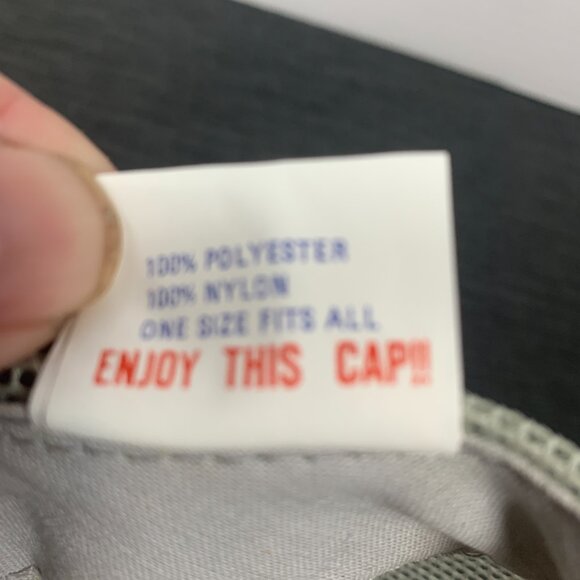 100% POLYESTER
100% NYLON
ONE SIZE FITS ALL
ENJOY THIS CAP!!